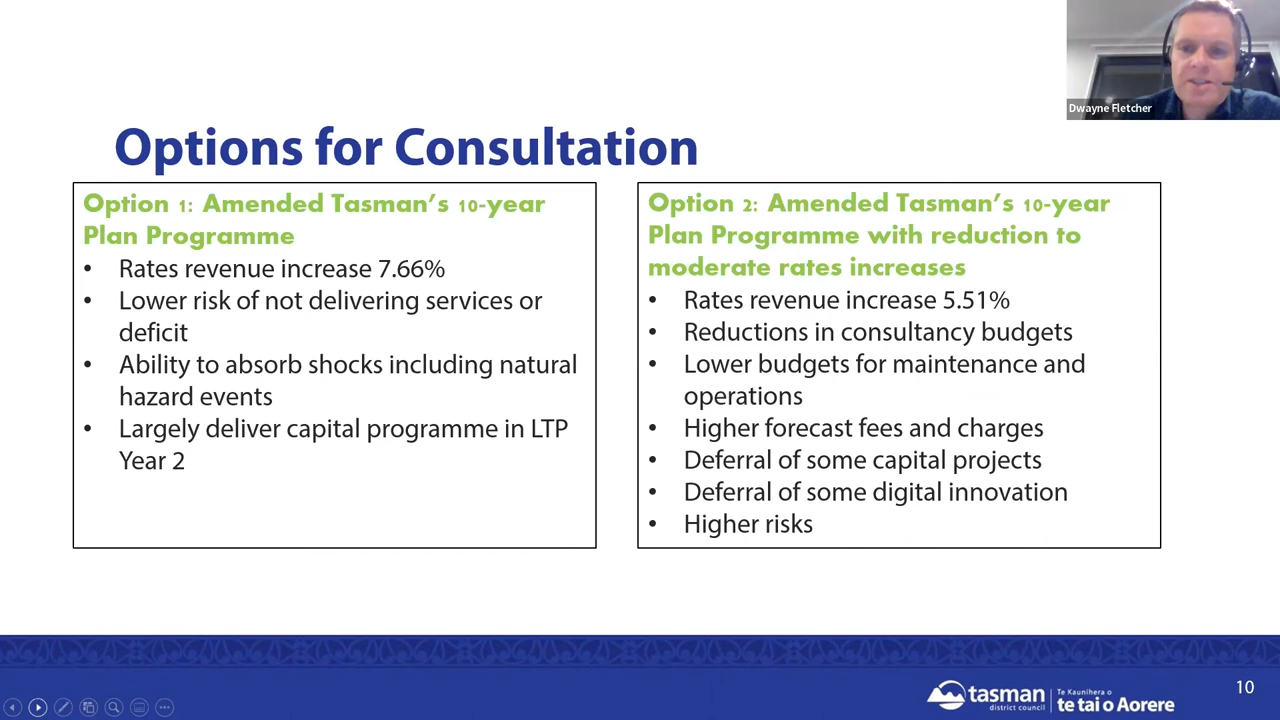 Dwayne Fletcher
Options for Consultation
Option 1: Amended Tasman's 10-year
Plan Programme
• Rates revenue increase 7.66%
• Lower risk of not delivering services or
deficit
• Ability to absorb shocks including natural
hazard events
• Largely deliver capital programme in LTP
Year 2
Option 2: Amended Tasman's 10-year
Plan Programme with reduction to
moderate rates increases
• Rates revenue increase 5.51%
• Reductions in consultancy budgets
• Lower budgets for maintenance and
operations
• Higher forecast fees and charges
• Deferral of some capital projects
• Deferral of some digital innovation
• Higher risks
tasman
district council
Te Kaunihera o
te tai o Aorere
10